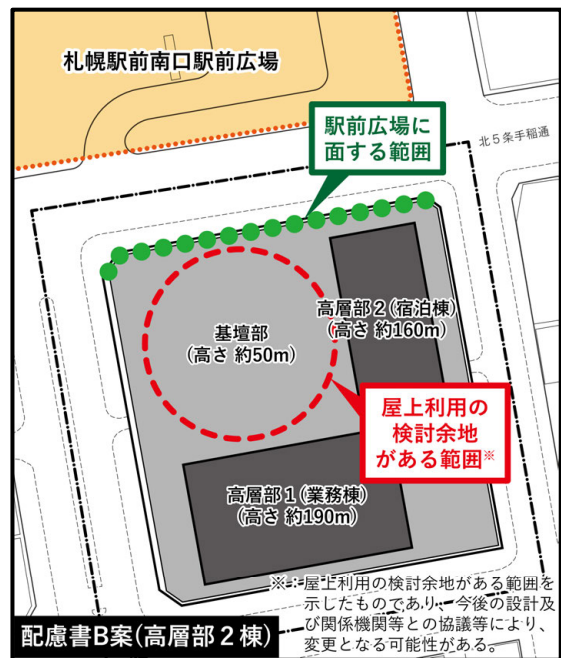 札幌駅前南口駅前広場
駅前広場に
面する範囲
北5条手稲通
高層部2(宿泊棟)
(高さ 約160m)
基壇部
(高さ 約50m)
屋上利用の
検討余地
がある範囲※
高層部1(業務棟)
(高さ 約190m)
※：屋上利用の検討余地がある範囲を
示したものであり、今後の設計及
び関係機関等との協議等により、
変更となる可能性がある。
配慮書B案(高層部2棟)